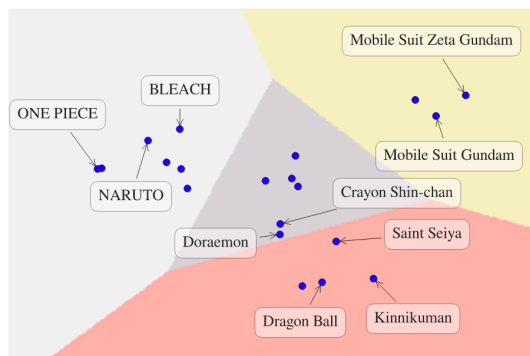 Mobile Suit Zeta Gundam
BLEACH
ONE PIECE
Mobile Suit Gundam
NARUTO
Crayon Shin-chan
Doraemon
Saint Seiya
Dragon Ball
Kinnikuman